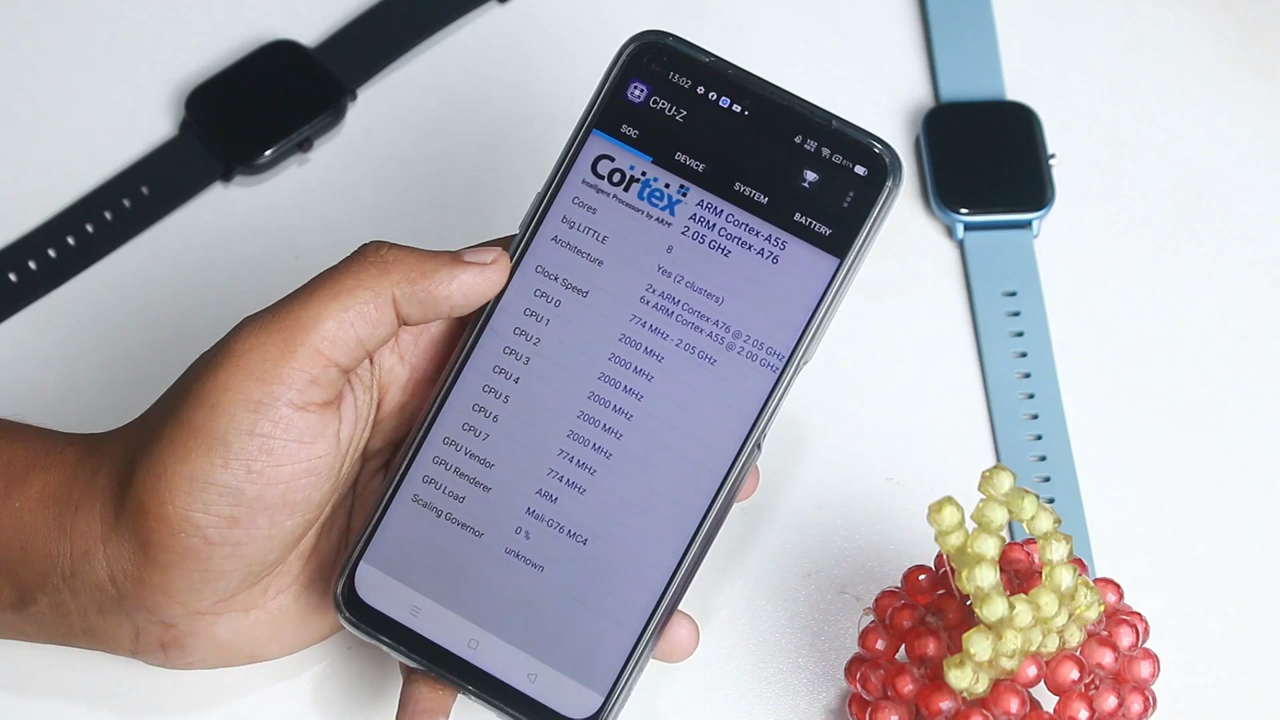 13:02
152
61%
CPU-Z
SOC
DEVICE
SYSTEM
BATTERY
Cortex
Intelligent Processors by ARM
ARM Cortex-A55
ARM Cortex-A76
2.05 GHz
Cores 8
big.LITTLE Yes (2 clusters)
Architecture 2x ARM Cortex-A76 @ 2.05 GHz
6x ARM Cortex-A55 @ 2.00 GHz
Clock Speed 774 MHz - 2.05 GHz
CPU 0 2000 MHz
CPU 1 2000 MHz
CPU 2 2000 MHz
CPU 3 2000 MHz
CPU 4 2000 MHz
CPU 5 2000 MHz
CPU 6 774 MHz
CPU 7 774 MHz
GPU Vendor ARM
GPU Renderer Mali-G76 MC4
GPU Load 0 %
Scaling Governor unknown